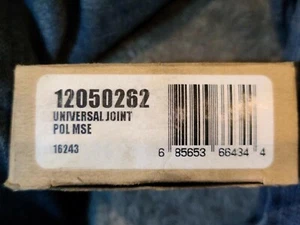 12050262
UNIVERSAL JOINT
POL MSE
16243
6 85653 66434 4